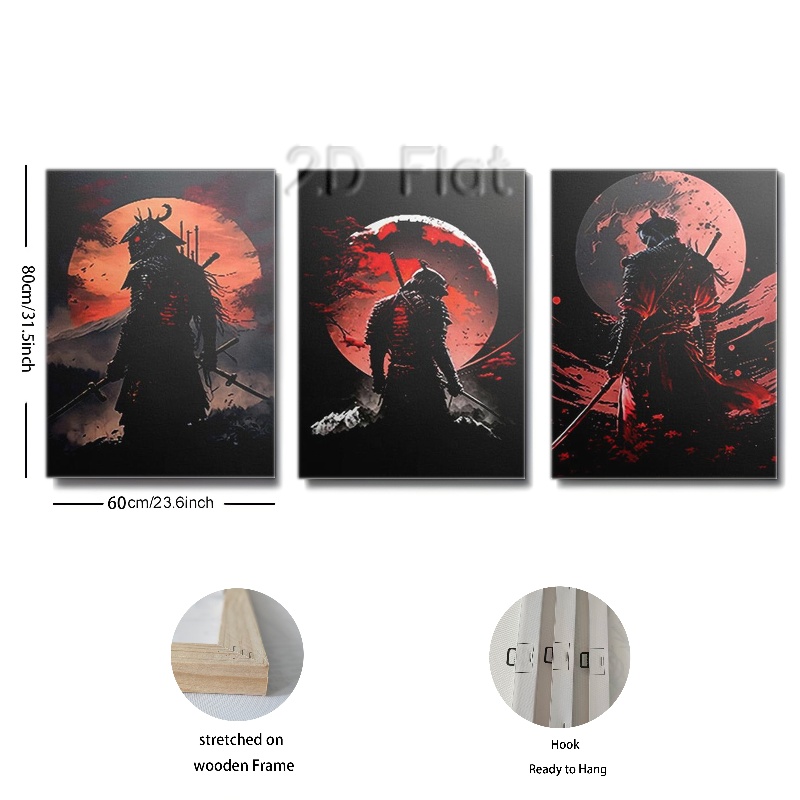 2D Flat
80cm/31.5inch
60cm/23.6inch
stretched on
wooden Frame
Hook
Ready to Hang